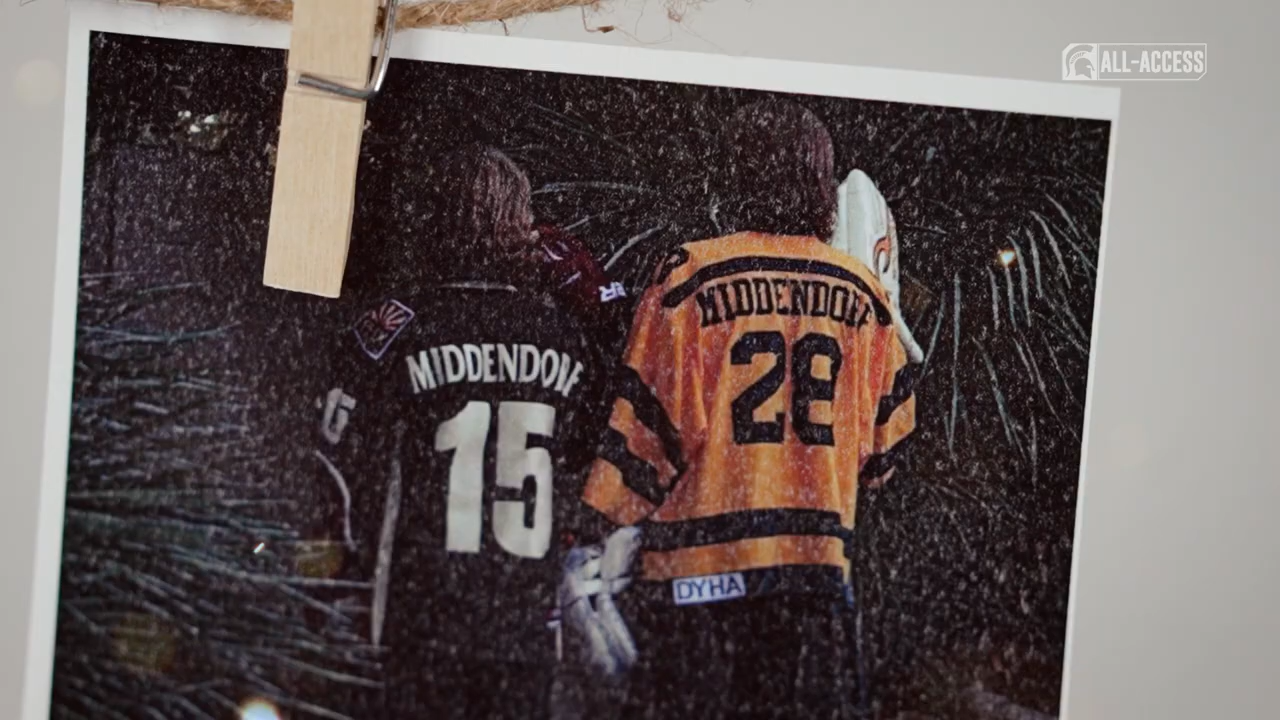 ALL-ACCESS
MIDDENDORF
28
MIDDENDORF
15
DYHA